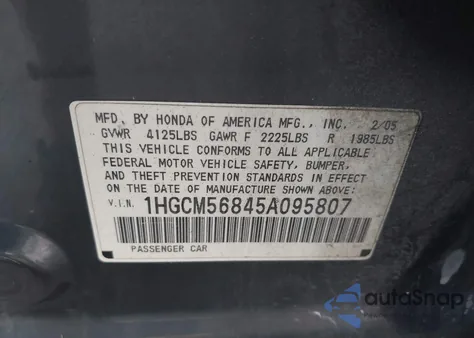 MFD. BY HONDA OF AMERICA MFG., INC. 2/05
GVWR 4125LBS GAWR F 2225LBS R 1985LBS
THIS VEHICLE CONFORMS TO ALL APPLICABLE
FEDERAL MOTOR VEHICLE SAFETY, BUMPER,
AND THEFT PREVENTION STANDARDS IN EFFECT
ON THE DATE OF MANUFACTURE SHOWN ABOVE:
V.I.N. 1HGCM56845A095807
PASSENGER CAR
autoSnap